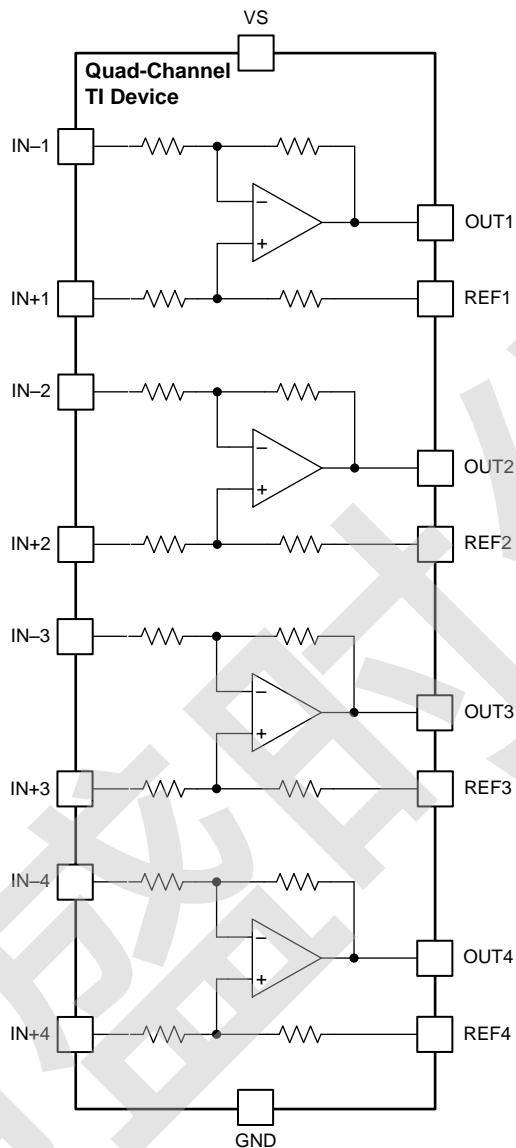 VS
Quad-Channel
TI Device
IN–1
OUT1
IN+1
REF1
IN–2
OUT2
IN+2
REF2
IN–3
OUT3
IN+3
REF3
IN–4
OUT4
IN+4
REF4
GND